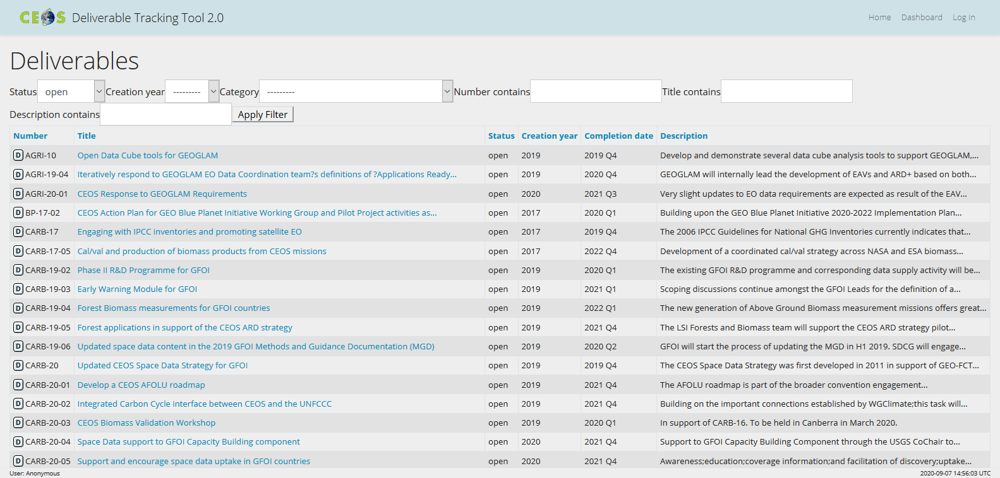 CEOS Deliverable Tracking Tool 2.0 Home Dashboard Log In
Deliverables
Status open Creation year --------- Category --------- Number contains Title contains
Description contains Apply Filter
Number Title Status Creation year Completion date Description
D AGRI-10 Open Data Cube tools for GEOGLAM open 2019 2019 Q4 Develop and demonstrate several data cube analysis tools to support GEOGLAM,...
D AGRI-19-04 Iteratively respond to GEOGLAM EO Data Coordination team?s definitions of ?Applications Ready... open 2019 2020 Q4 GEOGLAM will internally lead the development of EAVs and ARD+ based on both...
D AGRI-20-01 CEOS Response to GEOGLAM Requirements open 2020 2021 Q3 Very slight updates to EO data requirements are expected as result of the EAV...
D BP-17-02 CEOS Action Plan for GEO Blue Planet Initiative Working Group and Pilot Project activities as... open 2017 2020 Q1 Building upon the GEO Blue Planet Initiative 2020-2022 Implementation Plan...
D CARB-17 Engaging with IPCC inventories and promoting satellite EO open 2017 2019 Q4 The 2006 IPCC Guidelines for National GHG Inventories currently indicates that...
D CARB-17-05 Cal/val and production of biomass products from CEOS missions open 2017 2022 Q4 Development of a coordinated cal/val strategy across NASA and ESA biomass...
D CARB-19-02 Phase II R&D Programme for GFOI open 2019 2020 Q1 The existing GFOI R&D programme and corresponding data supply activity will be...
D CARB-19-03 Early Warning Module for GFOI open 2019 2021 Q1 Scoping discussions continue amongst the GFOI Leads for the definition of a...
D CARB-19-04 Forest Biomass measurements for GFOI countries open 2019 2022 Q1 The new generation of Above Ground Biomass measurement missions offers great...
D CARB-19-05 Forest applications in support of the CEOS ARD strategy open 2019 2021 Q4 The LSI Forests and Biomass team will support the CEOS ARD strategy pilot...
D CARB-19-06 Updated space data content in the 2019 GFOI Methods and Guidance Documentation (MGD) open 2019 2020 Q2 GFOI will start the process of updating the MGD in H1 2019. SDCG will engage...
D CARB-20 Updated CEOS Space Data Strategy for GFOI open 2019 2019 Q4 The CEOS Space Data Strategy was first developed in 2011 in support of GEO-FCT...
D CARB-20-01 Develop a CEOS AFOLU roadmap open 2019 2021 Q4 The AFOLU roadmap is part of the broader convention engagement...
D CARB-20-02 Integrated Carbon Cycle interface between CEOS and the UNFCCC open 2019 2021 Q4 Building on the important connections established by WGClimate;this task will...
D CARB-20-03 CEOS Biomass Validation Workshop open 2019 2020 Q1 In support of CARB-16. To be held in Canberra in March 2020.
D CARB-20-04 Space Data support to GFOI Capacity Building component open 2020 2021 Q4 Support to GFOI Capacity Building Component through the USGS CoChair to...
D CARB-20-05 Support and encourage space data uptake in GFOI countries open 2020 2021 Q4 Awareness;education;coverage information;and facilitation of discovery;uptake...
User: Anonymous 2020-09-07 14:56:03 UTC